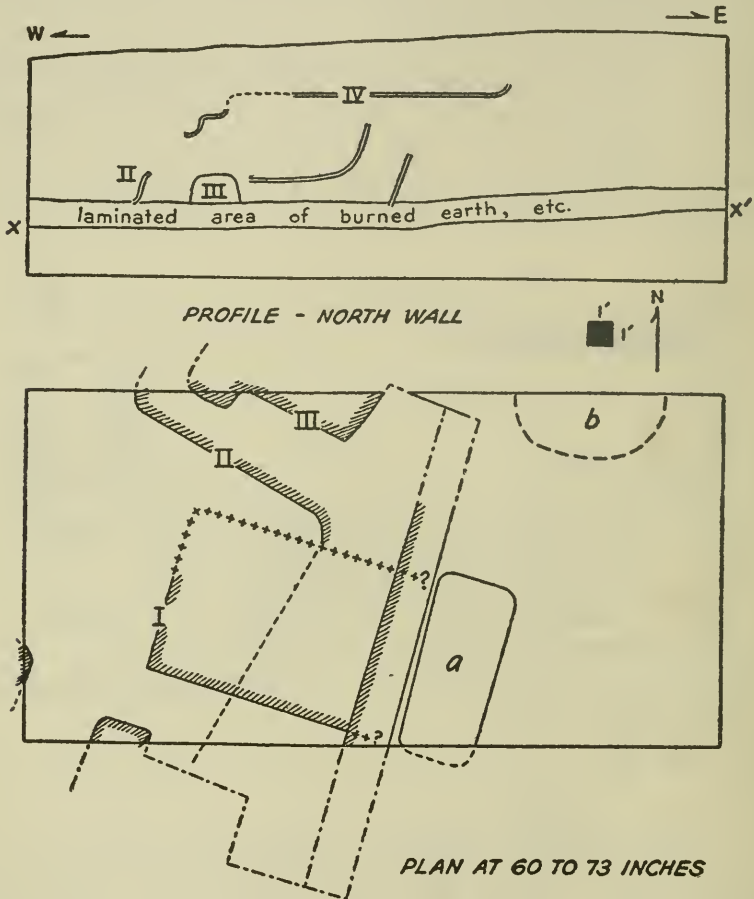 W E
IV
II
III
laminated area of burned earth, etc.
X X'
PROFILE - NORTH WALL
1' N
1'
III b
II
?
I a
?
PLAN AT 60 TO 73 INCHES